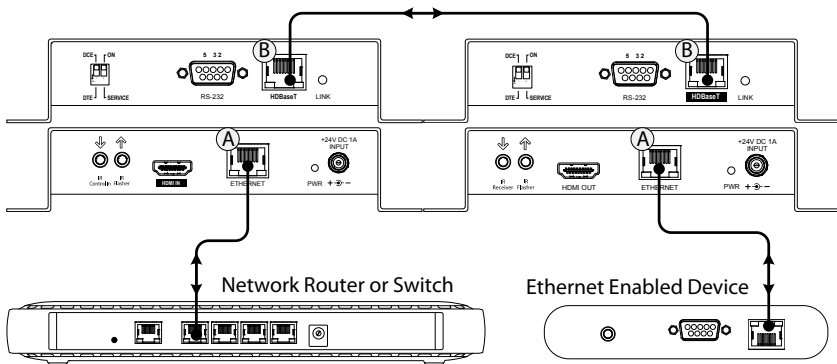 B
B
DCE
ON
5 3 2
DTE
SERVICE
RS-232
HDBaseT
LINK
DCE
ON
5 3 2
DTE
SERVICE
RS-232
HDBaseT
LINK
A
+24V DC 1A
INPUT
IR
Control In
IR
Flasher
HDMI IN
ETHERNET
PWR
+ -
A
+24V DC 1A
INPUT
IR
Receiver
IR
Flasher
HDMI OUT
ETHERNET
PWR
+ -
Network Router or Switch
Ethernet Enabled Device